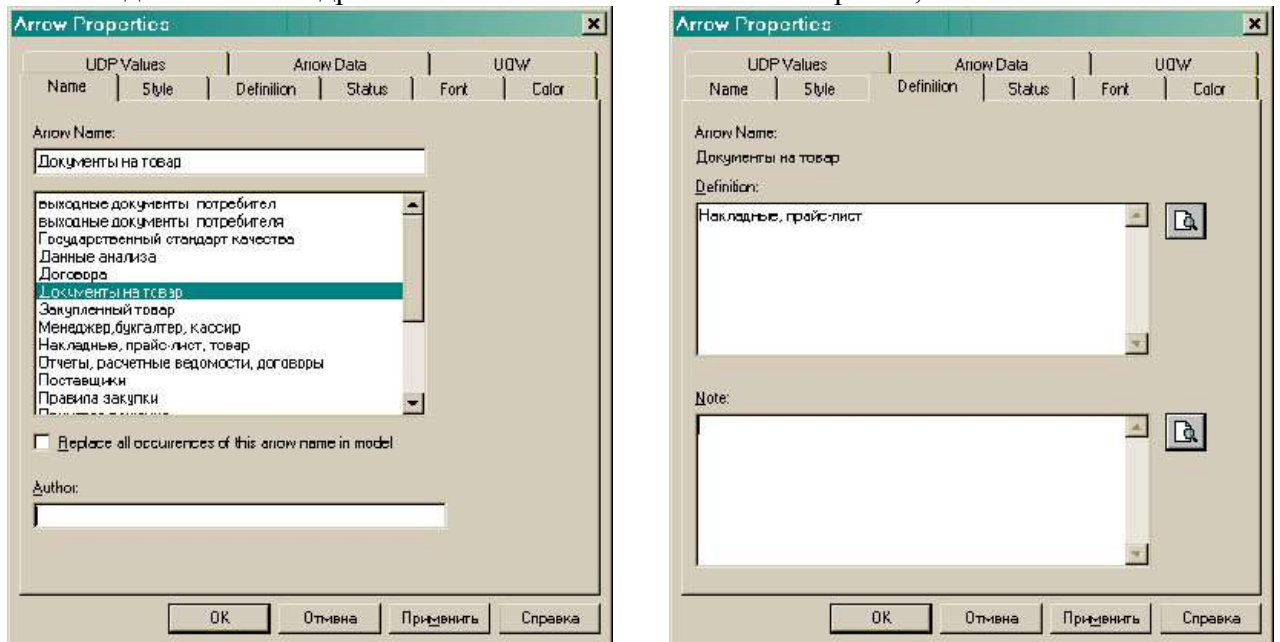 Arrow Properties
UDP Values Arrow Data UOW
Name Style Definition Status Font Color
Arrow Name:
Документы на товар
выходные документы потребител
выходные документы потребителя
Государственный стандарт качества
Данные анализа
Договора
Документы на товар
Закупленный товар
Менеджер,бухгалтер, кассир
Накладные, прайс-лист, товар
Отчеты, расчетные ведомости, договоры
Поставщики
Правила закупки
Replace all occurrences of this arrow name in model
Author:
OK Отмена Применить Справка
Arrow Properties
UDP Values Arrow Data UOW
Name Style Definition Status Font Color
Arrow Name:
Документы на товар
Definition:
Накладные, прайс-лист
Note:
OK Отмена Применить Справка